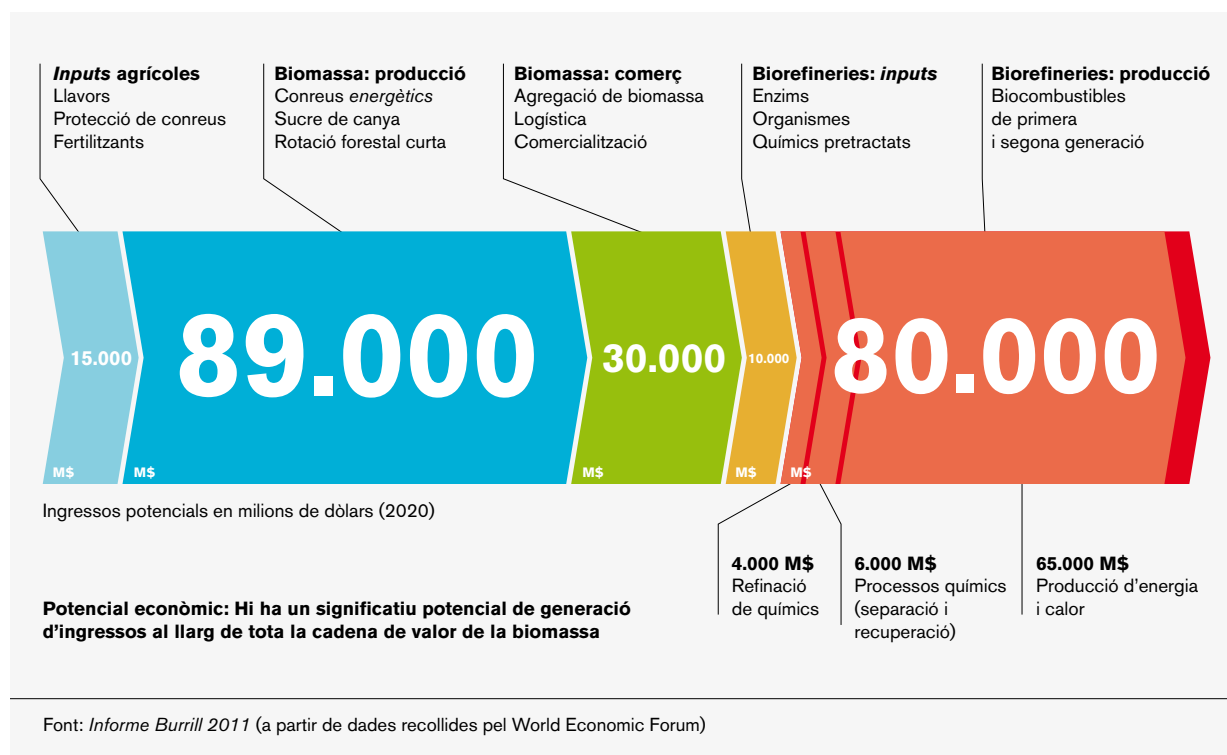 Inputs agrícoles
Llavors
Protecció de conreus
Fertilitzants
Biomassa: producció
Conreus energètics
Sucre de canya
Rotació forestal curta
Biomassa: comerç
Agregació de biomassa
Logística
Comercialització
Biorefineries: inputs
Enzims
Organismes
Químics pretractats
Biorefineries: producció
Biocombustibles
de primera
i segona generació
15.000
M$
89.000
M$
30.000
M$
10.000
M$
80.000
M$
Ingressos potencials en milions de dòlars (2020)
4.000 M$
Refinació
de químics
6.000 M$
Processos químics
(separació i
recuperació)
65.000 M$
Producció d'energia
i calor
Potencial econòmic: Hi ha un significatiu potencial de generació
d'ingressos al llarg de tota la cadena de valor de la biomassa
Font: Informe Burrill 2011 (a partir de dades recollides pel World Economic Forum)